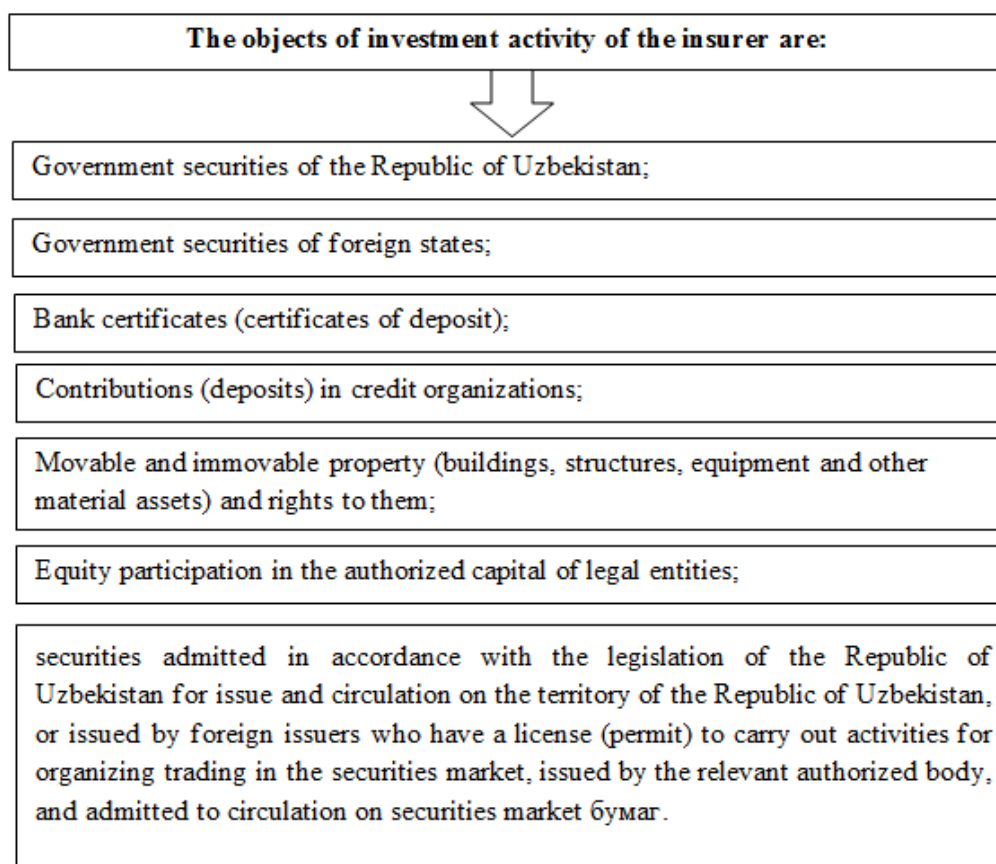 The objects of investment activity of the insurer are:
Government securities of the Republic of Uzbekistan;
Government securities of foreign states;
Bank certificates (certificates of deposit);
Contributions (deposits) in credit organizations;
Movable and immovable property (buildings, structures, equipment and other
material assets) and rights to them;
Equity participation in the authorized capital of legal entities;
securities admitted in accordance with the legislation of the Republic of
Uzbekistan for issue and circulation on the territory of the Republic of Uzbekistan,
or issued by foreign issuers who have a license (permit) to carry out activities for
organizing trading in the securities market, issued by the relevant authorized body,
and admitted to circulation on securities market бумаг.